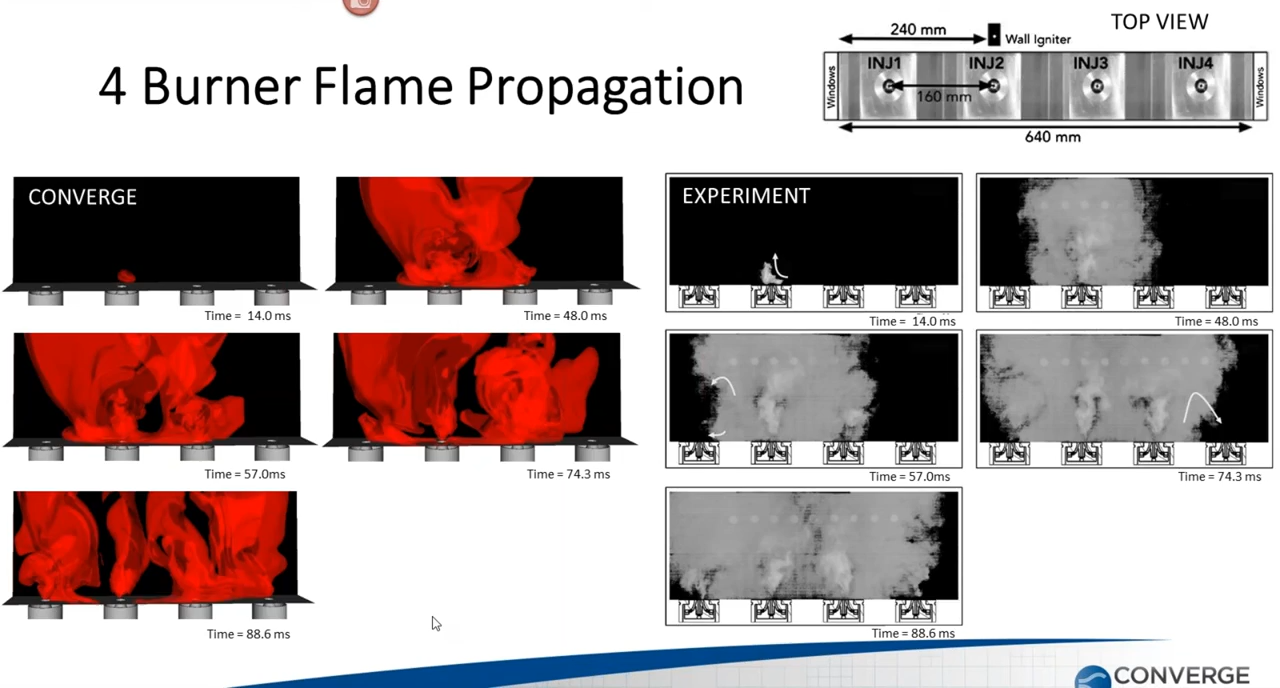 4 Burner Flame Propagation
TOP VIEW
240 mm
Wall Igniter
INJ1 INJ2 INJ3 INJ4
Windows
160 mm
Windows
640 mm
CONVERGE
Time = 14.0 ms
Time = 48.0 ms
Time = 57.0ms
Time = 74.3 ms
Time = 88.6 ms
EXPERIMENT
Time = 14.0 ms
Time = 48.0 ms
Time = 57.0ms
Time = 74.3 ms
Time = 88.6 ms
CONVERGE